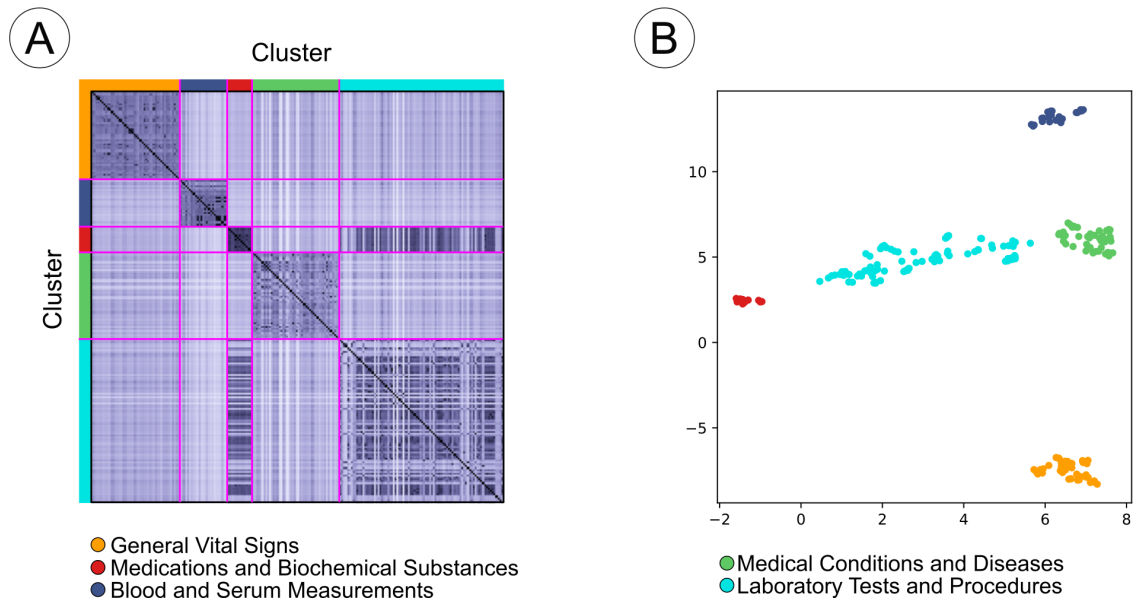 A
B
Cluster
Cluster
10
5
0
−5
−2
0
2
4
6
8
General Vital Signs
Medications and Biochemical Substances
Blood and Serum Measurements
Medical Conditions and Diseases
Laboratory Tests and Procedures